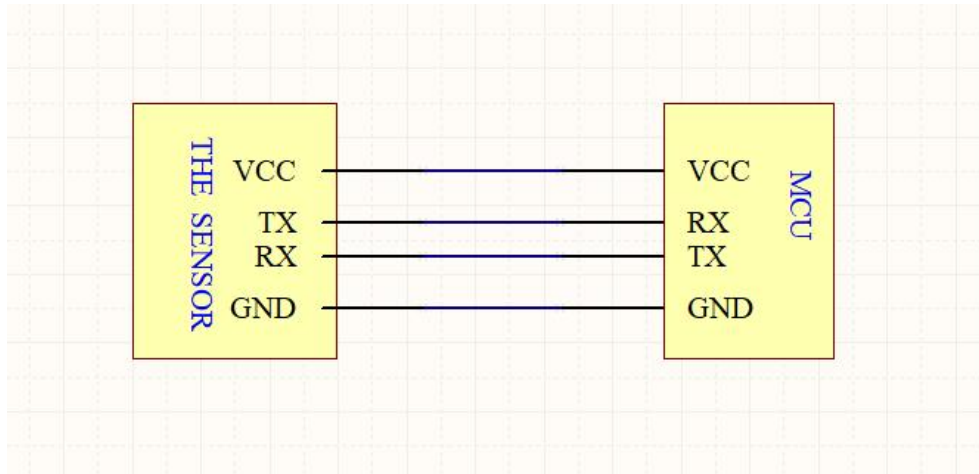 THE SENSOR
VCC
TX
RX
GND
VCC
RX
TX
GND
MCU